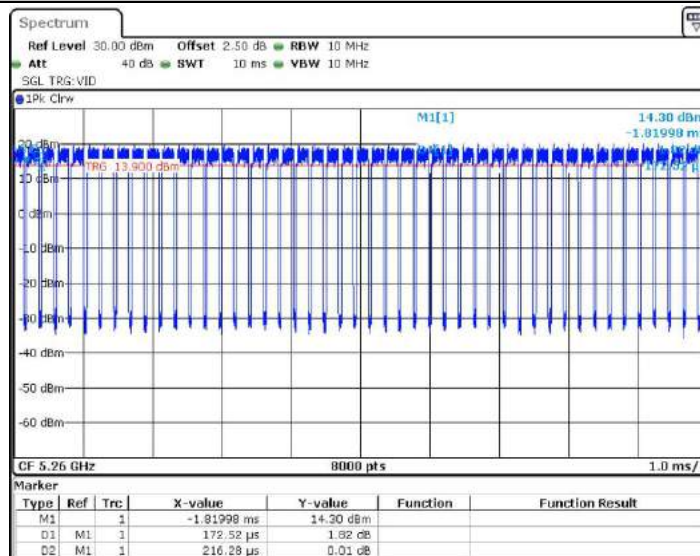 Spectrum
Ref Level 30.00 dBm Offset 2.50 dB RBW 10 MHz
Att 40 dB SWT 10 ms VBW 10 MHz
SGL TRG:VID
1Pk Clrw
M1[1] 14.30 dBm
-1.81998 ms
20 dBm
TRG 13.900 dBm
10 dBm
0 dBm
-10 dBm
-20 dBm
-30 dBm
-40 dBm
-50 dBm
-60 dBm
CF 5.26 GHz 8000 pts 1.0 ms/
Marker
Type Ref Trc X-value Y-value Function Function Result
M1 1 -1.81998 ms 14.30 dBm
D1 M1 1 172.52 µs 1.82 dB
D2 M1 1 216.28 µs 0.01 dB